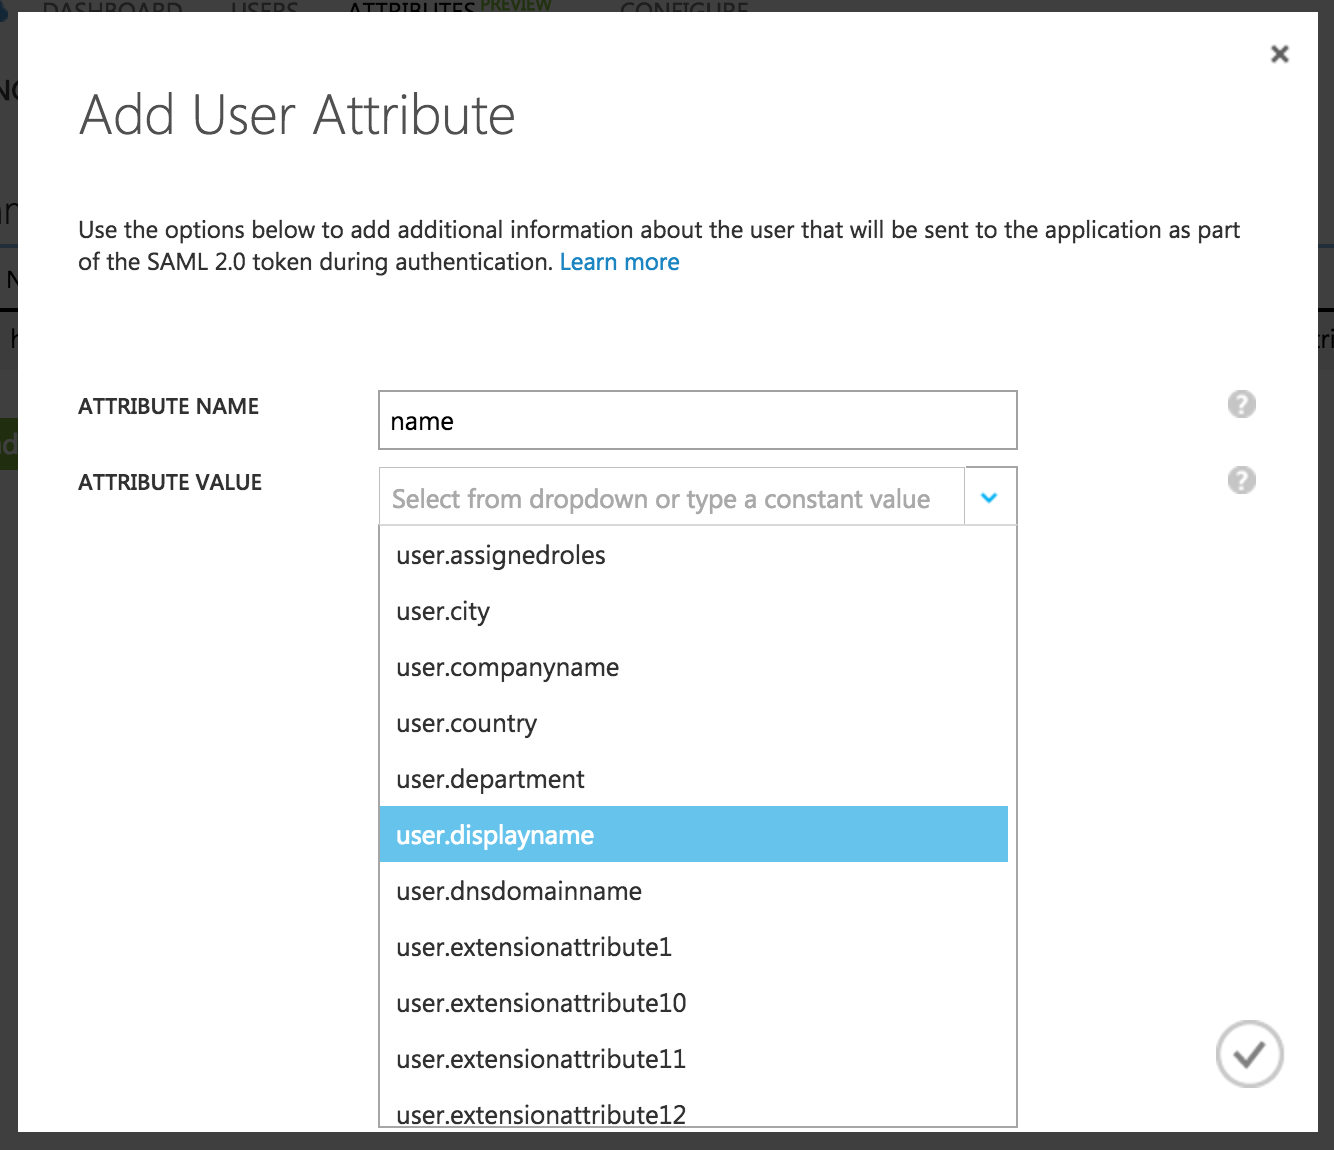 DASHBOARD USERS ATTRIBUTES PREVIEW CONFIGURE
Add User Attribute
Use the options below to add additional information about the user that will be sent to the application as part
of the SAML 2.0 token during authentication. Learn more
ATTRIBUTE NAME
name
?
ATTRIBUTE VALUE
Select from dropdown or type a constant value
?
user.assignedroles
user.city
user.companyname
user.country
user.department
user.displayname
user.dnsdomainname
user.extensionattribute1
user.extensionattribute10
user.extensionattribute11
user.extensionattribute12